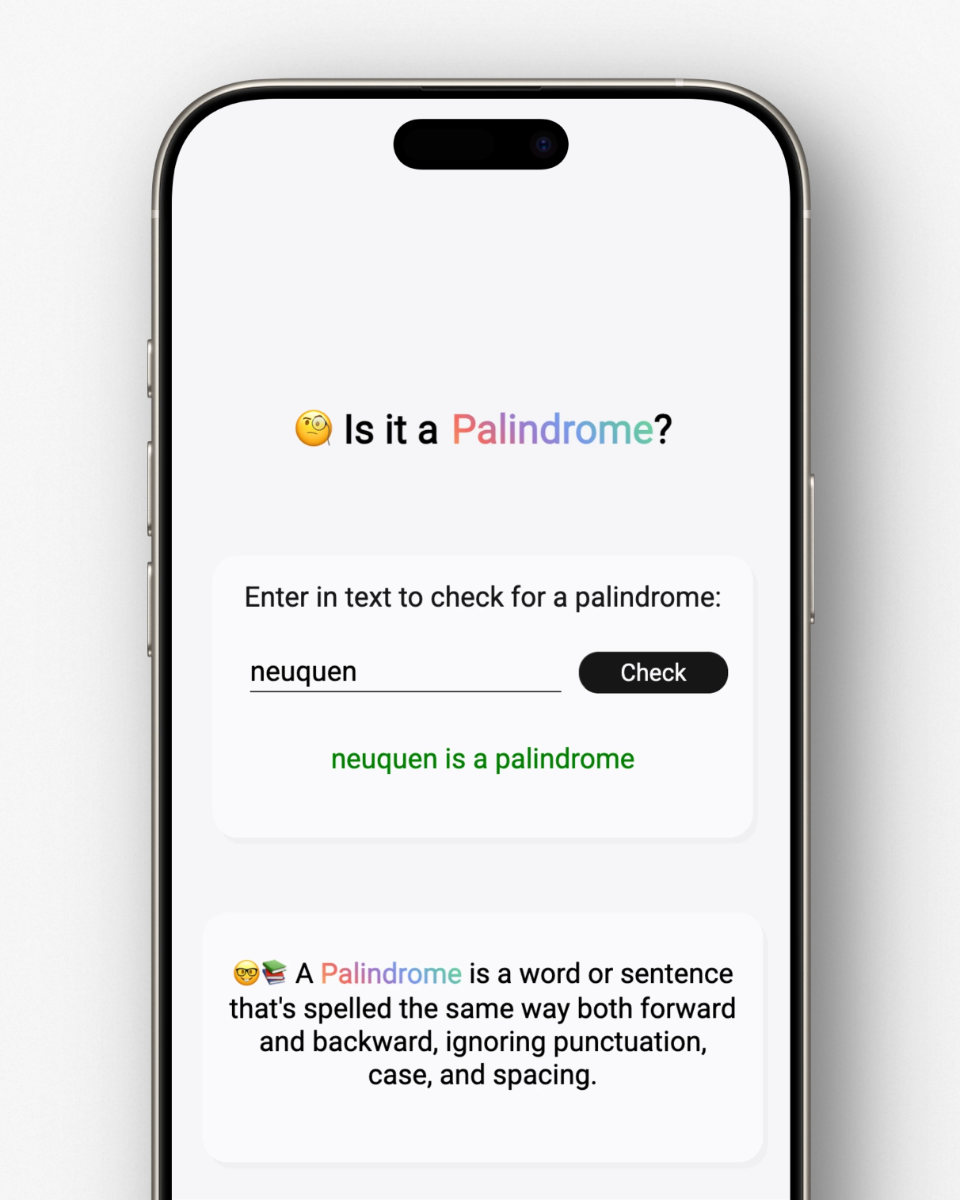 🧐 Is it a Palindrome?
Enter in text to check for a palindrome:
neuquen
Check
neuquen is a palindrome
🤓📚 A Palindrome is a word or sentence
that's spelled the same way both forward
and backward, ignoring punctuation,
case, and spacing.